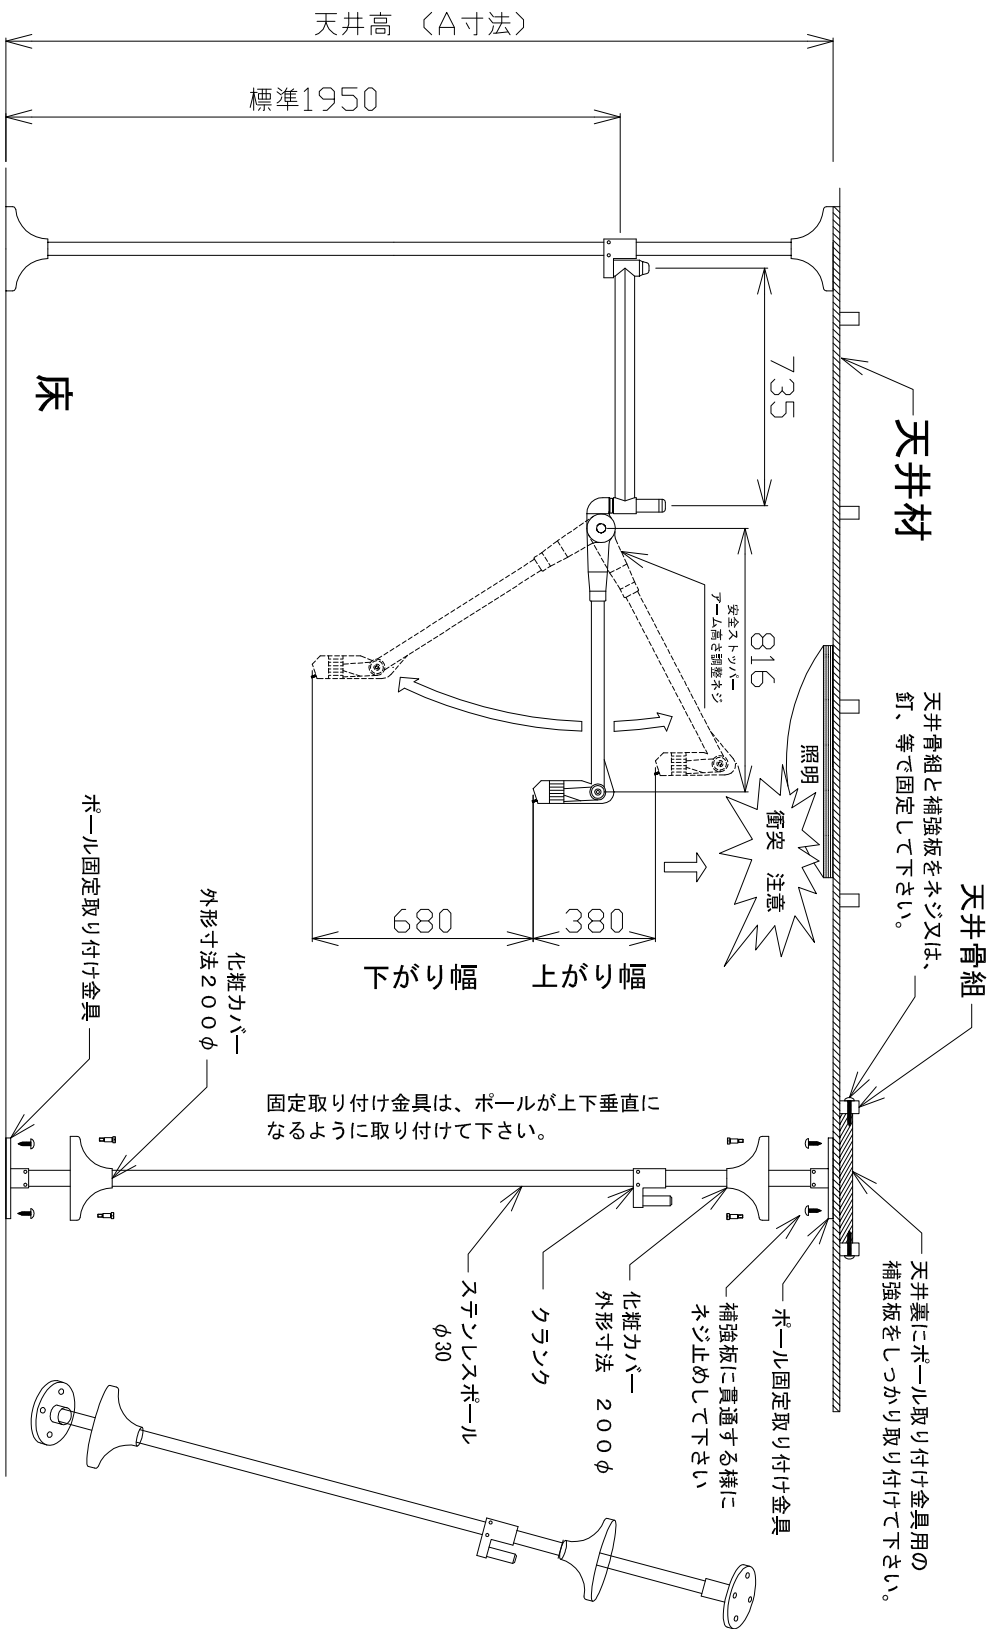 天井高 （A寸法）
標準1950
床
天井材
735
816
安全ストッパー
アーム高さ調整ネジ
照明
衝突 注意
380
上がり幅
680
下がり幅
天井骨組
天井骨組と補強板をネジ又は、
釘、等で固定して下さい。
ポール固定取り付け金具
化粧カバー
外形寸法200φ
固定取り付け金具は、ポールが上下垂直に
なるように取り付けて下さい。
天井裏にポール取り付け金具用の
補強板をしっかり取り付けて下さい。
ポール固定取り付け金具
補強板に貫通する様に
ネジ止めして下さい
化粧カバー
外形寸法 200φ
クランク
ステンレスポール
φ30